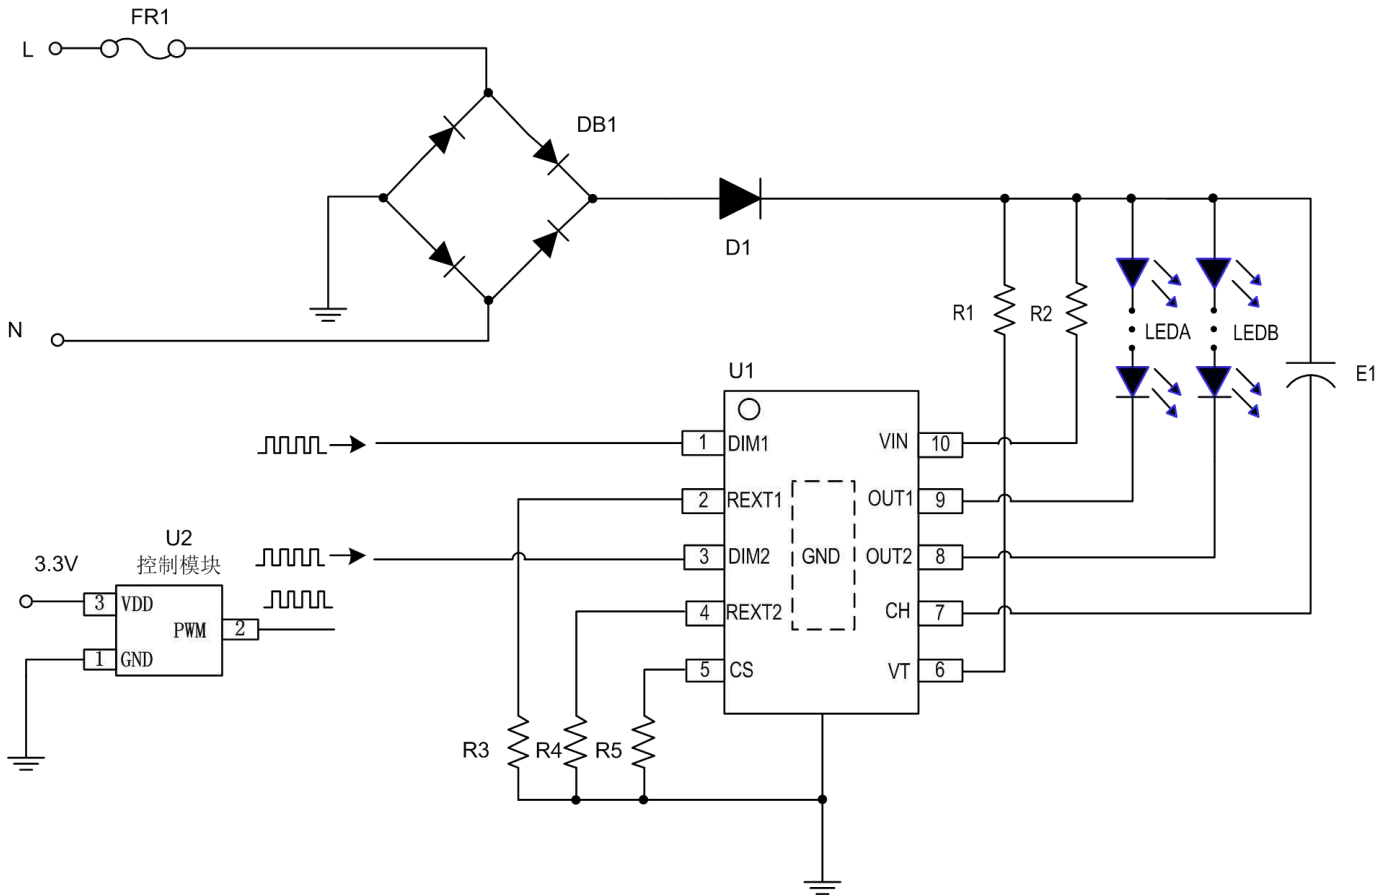 FR1
L
DB1
D1
N
R1
R2
LEDA
LEDB
E1
U1
1
DIM1
VIN
10
2
REXT1
OUT1
9
3
DIM2
GND
OUT2
8
4
REXT2
CH
7
5
CS
VT
6
U2
控制模块
3.3V
3
VDD
PWM
2
1
GND
R3
R4
R5